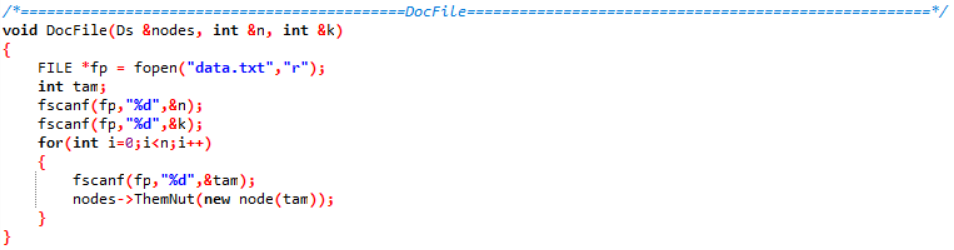 /*============================================DocFile=====================================================*/
void DocFile(Ds &nodes, int &n, int &k)
{
    FILE *fp = fopen("data.txt","r");
    int tam;
    fscanf(fp,"%d",&n);
    fscanf(fp,"%d",&k);
    for(int i=0;i<n;i++)
    {
        fscanf(fp,"%d",&tam);
        nodes->ThemNut(new node(tam));
    }
}